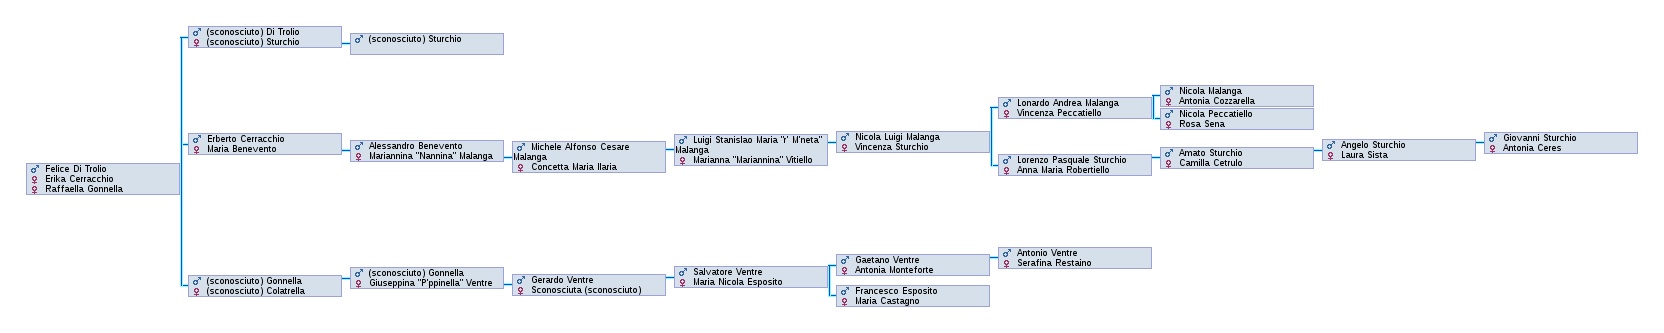 (sconosciuto) Di Trolio
(sconosciuto) Sturchio
(sconosciuto) Sturchio
Felice Di Trolio
Erika Cerracchio
Raffaella Gonnella
Erberto Cerracchio
Maria Benevento
Alessandro Benevento
Mariannina "Nannina" Malanga
Michele Alfonso Cesare
Malanga
Concetta Maria Ilaria
Luigi Stanislao Maria "r' M'neta"
Malanga
Marianna "Mariannina" Vitiello
Nicola Luigi Malanga
Vincenza Sturchio
Lonardo Andrea Malanga
Vincenza Peccatiello
Nicola Malanga
Antonia Cozzarella
Nicola Peccatiello
Rosa Sena
Lorenzo Pasquale Sturchio
Anna Maria Robertiello
Amato Sturchio
Camilla Cetrulo
Angelo Sturchio
Laura Sista
Giovanni Sturchio
Antonia Ceres
(sconosciuto) Gonnella
(sconosciuto) Colatrella
(sconosciuto) Gonnella
Giuseppina "P'ppinella" Ventre
Gerardo Ventre
Sconosciuta (sconosciuto)
Salvatore Ventre
Maria Nicola Esposito
Gaetano Ventre
Antonia Monteforte
Francesco Esposito
Maria Castagno
Antonio Ventre
Serafina Restaino